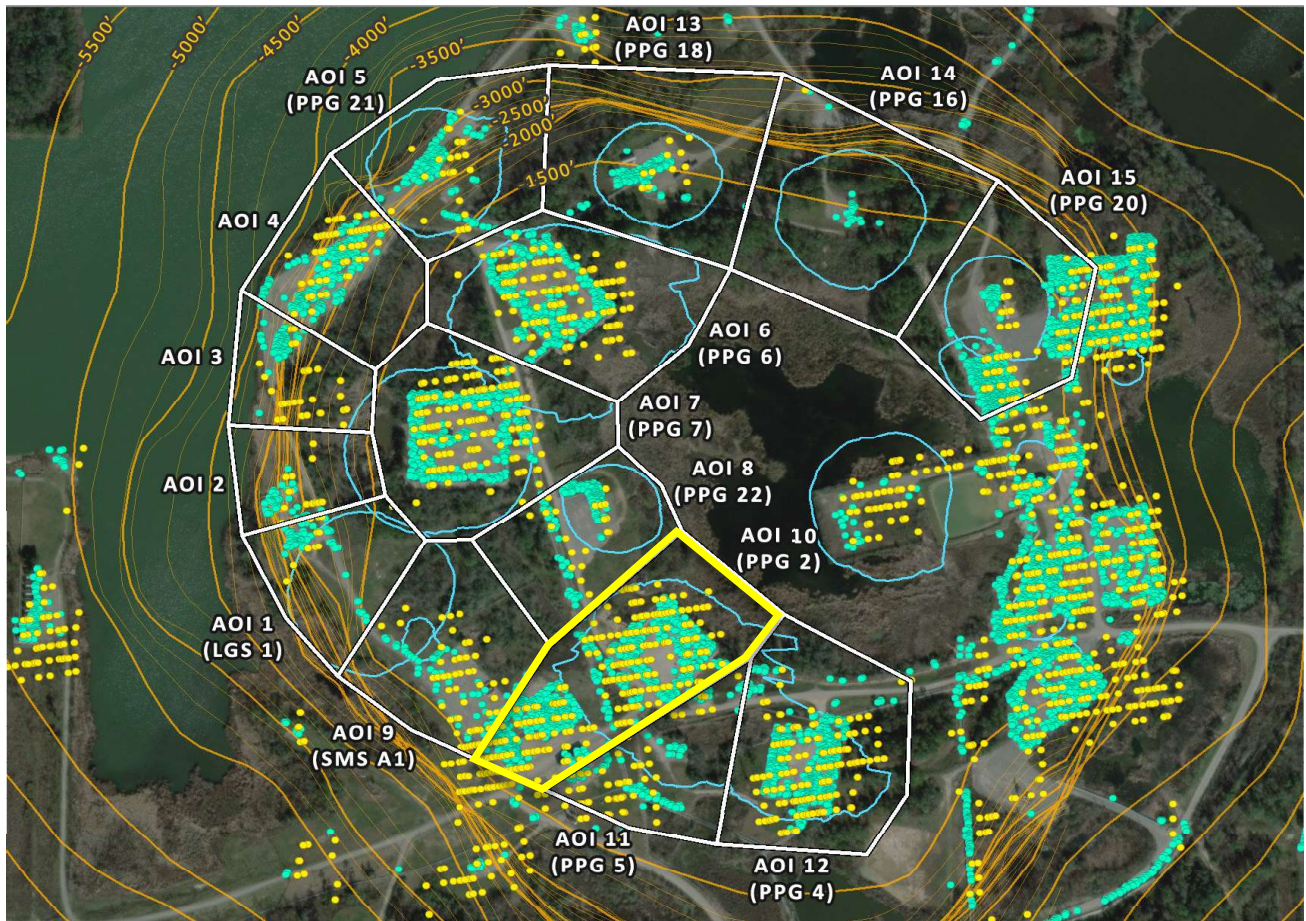 -5500'
-5000'
-4500'
-4000'
-3500'
-3000'
-2500'
-2000'
-1500'
AOI 13
(PPG 18)
AOI 5
(PPG 21)
AOI 14
(PPG 16)
AOI 15
(PPG 20)
AOI 4
AOI 3
AOI 6
(PPG 6)
AOI 7
(PPG 7)
AOI 2
AOI 8
(PPG 22)
AOI 10
(PPG 2)
AOI 1
(LGS 1)
AOI 9
(SMS A1)
AOI 11
(PPG 5)
AOI 12
(PPG 4)